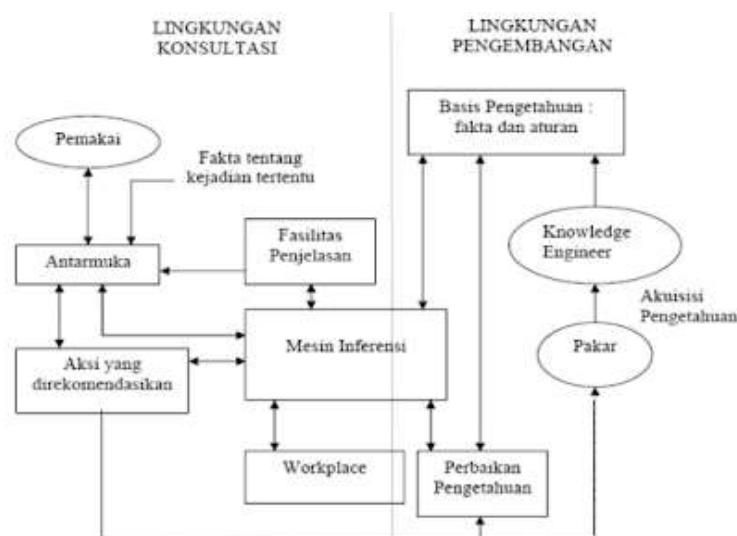 LINGKUNGAN
KONSULTASI
LINGKUNGAN
PENGEMBANGAN
Basis Pengetahuan :
fakta dan aturan
Pemakai
Fakta tentang
kejadian tertentu
Fasilitas
Penjelasan
Knowledge
Engineer
Antarmuka
Akuisisi
Pengetahuan
Mesin Inferensi
Pakar
Aksi yang
direkomendasikan
Workplace
Perbaikan
Pengetahuan